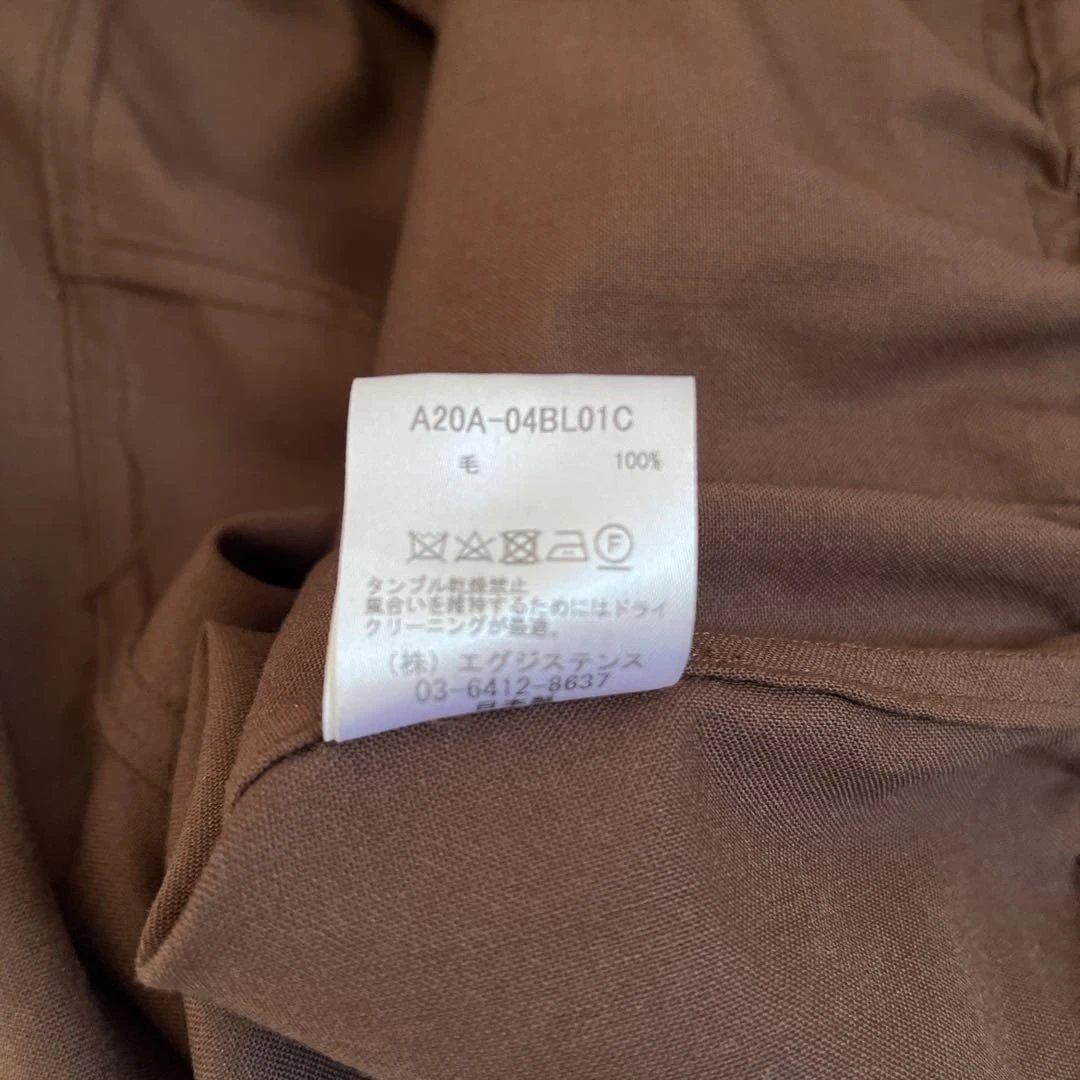 A20A-04BL01C
毛 100%
F
タンブル乾燥禁止
風合いを維持するためにはドライ
クリーニングが最適。
(株) エグジステンス
03-6412-8637